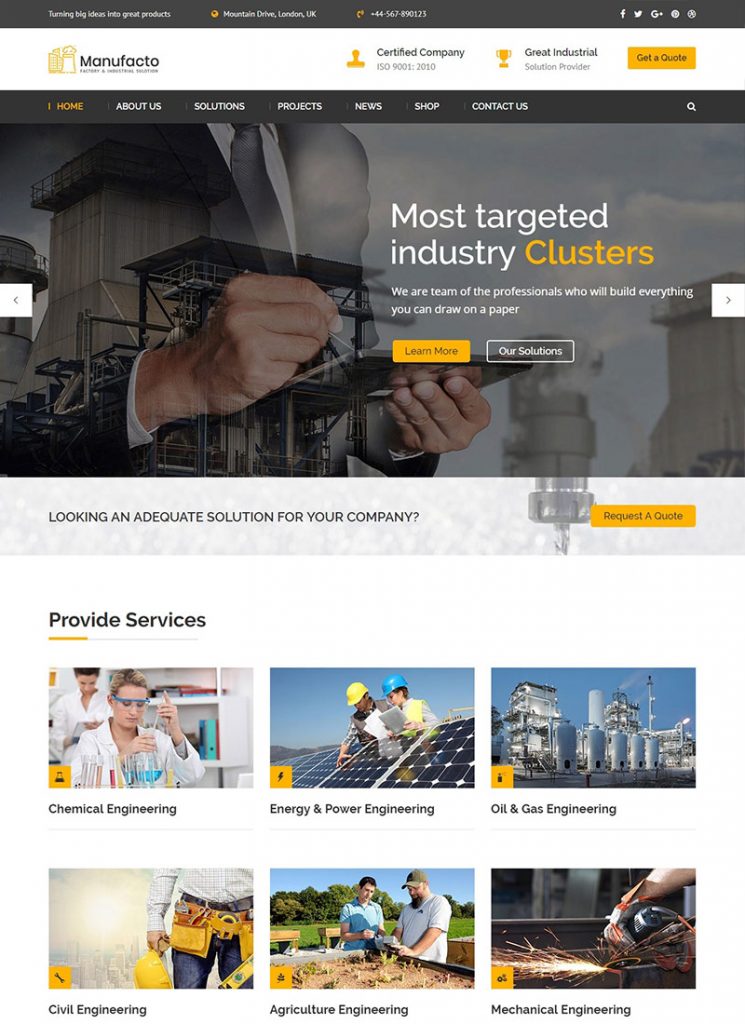 Turning big ideas into great products
Mountain Drive, London, UK
+44-567-890123
Manufacto
FACTORY & INDUSTRIAL SOLUTION
Certified Company
ISO 9001: 2010
Great Industrial
Solution Provider
Get a Quote
HOME
ABOUT US
SOLUTIONS
PROJECTS
NEWS
SHOP
CONTACT US
Most targeted
industry Clusters
We are team of the professionals who will build everything
you can draw on a paper
Learn More
Our Solutions
LOOKING AN ADEQUATE SOLUTION FOR YOUR COMPANY?
Request A Quote
Provide Services
Chemical Engineering
Energy & Power Engineering
Oil & Gas Engineering
Civil Engineering
Agriculture Engineering
Mechanical Engineering